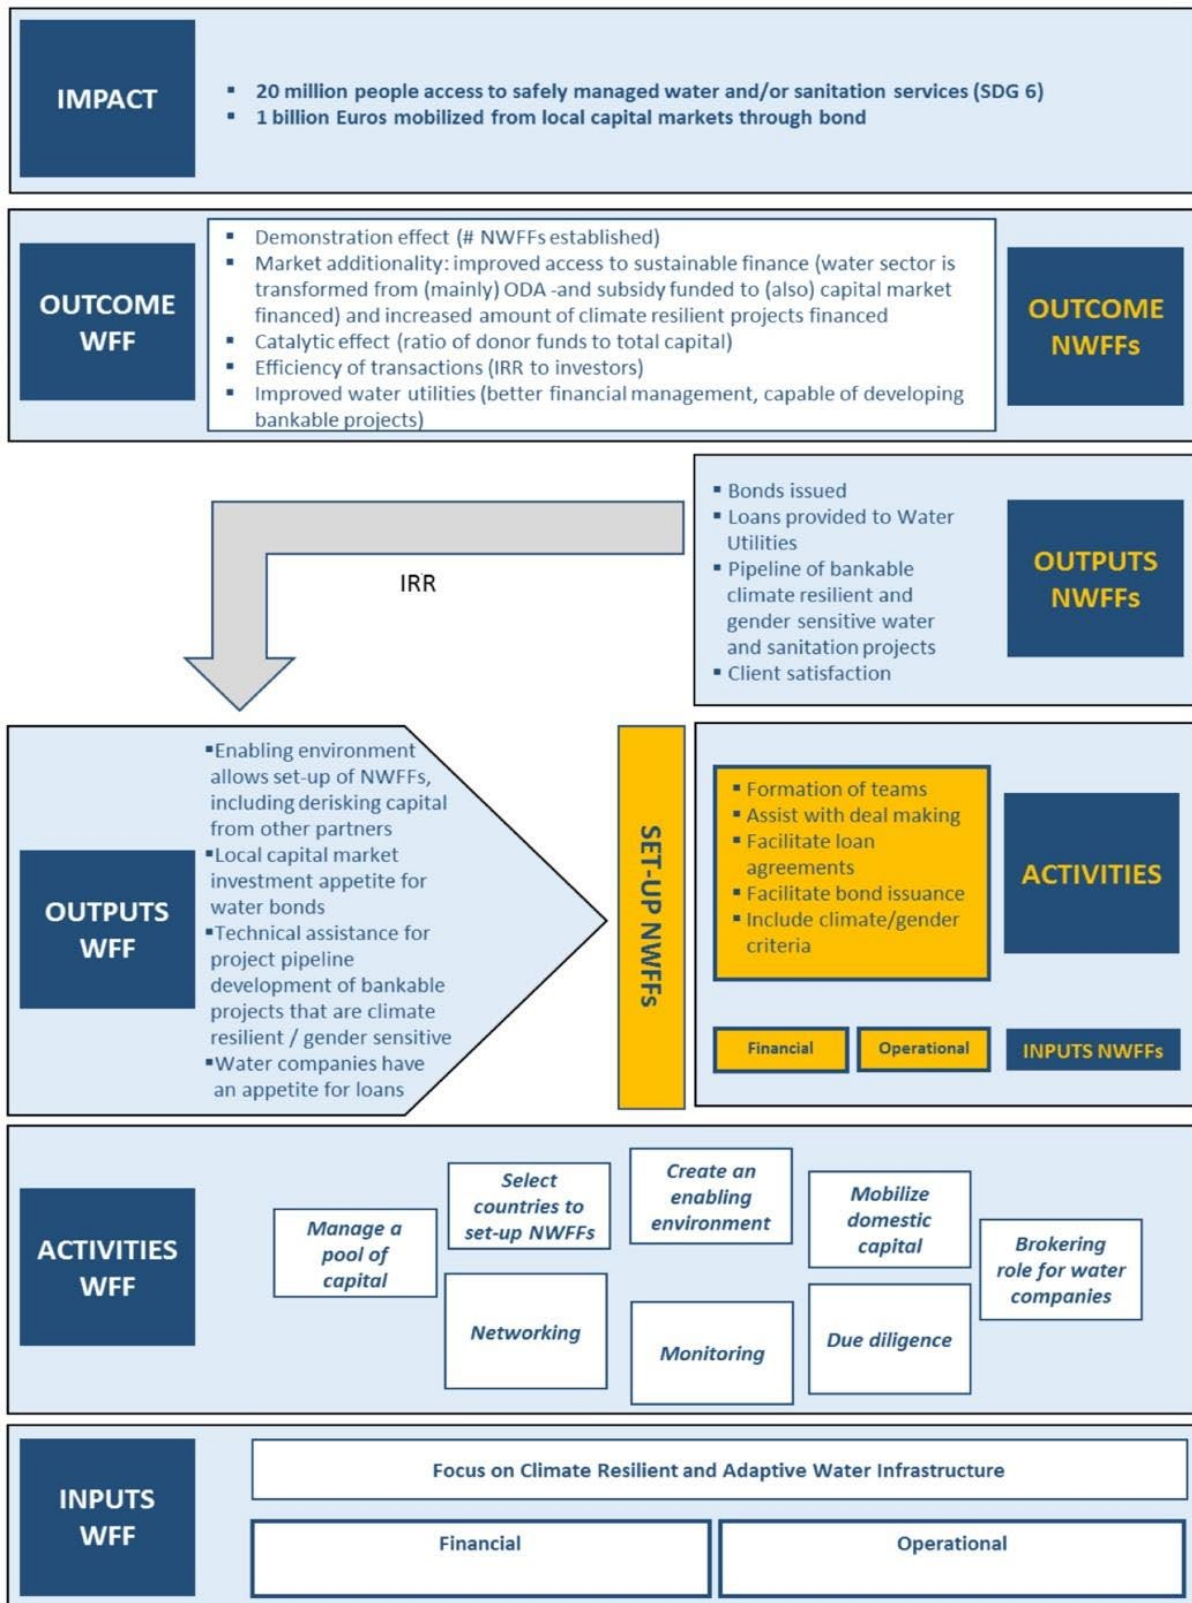 IMPACT
▪ 20 million people access to safely managed water and/or sanitation services (SDG 6)
▪ 1 billion Euros mobilized from local capital markets through bond
OUTCOME
WFF
▪ Demonstration effect (# NWFFs established)
▪ Market additionality: improved access to sustainable finance (water sector is
transformed from (mainly) ODA -and subsidy funded to (also) capital market
financed) and increased amount of climate resilient projects financed
▪ Catalytic effect (ratio of donor funds to total capital)
▪ Efficiency of transactions (IRR to investors)
▪ Improved water utilities (better financial management, capable of developing
bankable projects)
OUTCOME
NWFFs
▪ Bonds issued
▪ Loans provided to Water
Utilities
▪ Pipeline of bankable
climate resilient and
gender sensitive water
and sanitation projects
▪ Client satisfaction
OUTPUTS
NWFFs
IRR
OUTPUTS
WFF
▪Enabling environment
allows set-up of NWFFs,
including derisking capital
from other partners
▪Local capital market
investment appetite for
water bonds
▪Technical assistance for
project pipeline
development of bankable
projects that are climate
resilient / gender sensitive
▪Water companies have
an appetite for loans
SET-UP NWFFs
▪ Formation of teams
▪ Assist with deal making
▪ Facilitate loan
agreements
▪ Facilitate bond issuance
▪ Include climate/gender
criteria
ACTIVITIES
Financial
Operational
INPUTS NWFFs
ACTIVITIES
WFF
Manage a
pool of
capital
Select
countries to
set-up NWFFs
Create an
enabling
environment
Mobilize
domestic
capital
Brokering
role for water
companies
Networking
Monitoring
Due diligence
INPUTS
WFF
Focus on Climate Resilient and Adaptive Water Infrastructure
Financial
Operational